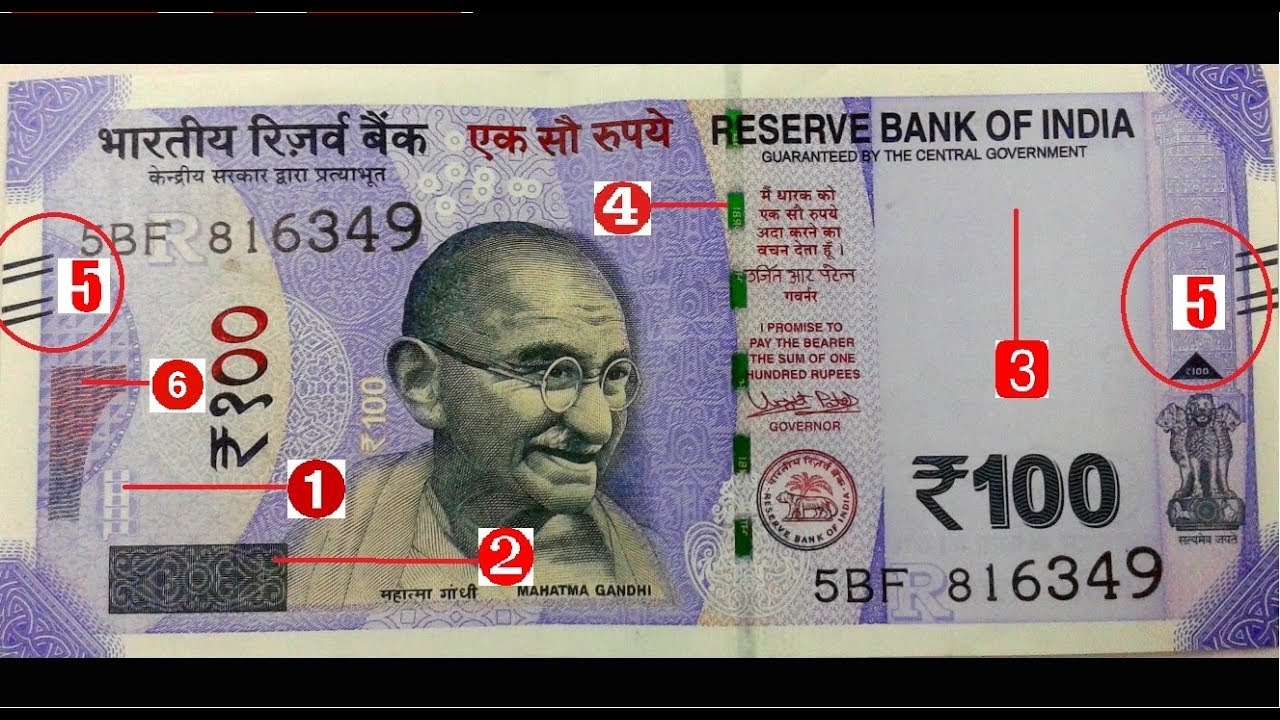 भारतीय रिज़र्व बैंक
केन्द्रीय सरकार द्वारा प्रत्याभूत
एक सौ रुपये
RESERVE BANK OF INDIA
GUARANTEED BY THE CENTRAL GOVERNMENT
5BF 816349
4
RBI
मैं धारक को
एक सौ रुपये
अदा करने का
वचन देता हूँ ।
गवर्नर
I PROMISE TO
PAY THE BEARER
THE SUM OF ONE
HUNDRED RUPEES
GOVERNOR
5
5
3
6
₹१००
₹100
₹100
1
2
भारतीय रिज़र्व बैंक
RESERVE BANK OF INDIA
₹100
सत्यमेव जयते
महात्मा गांधी
MAHATMA GANDHI
5BF 816349